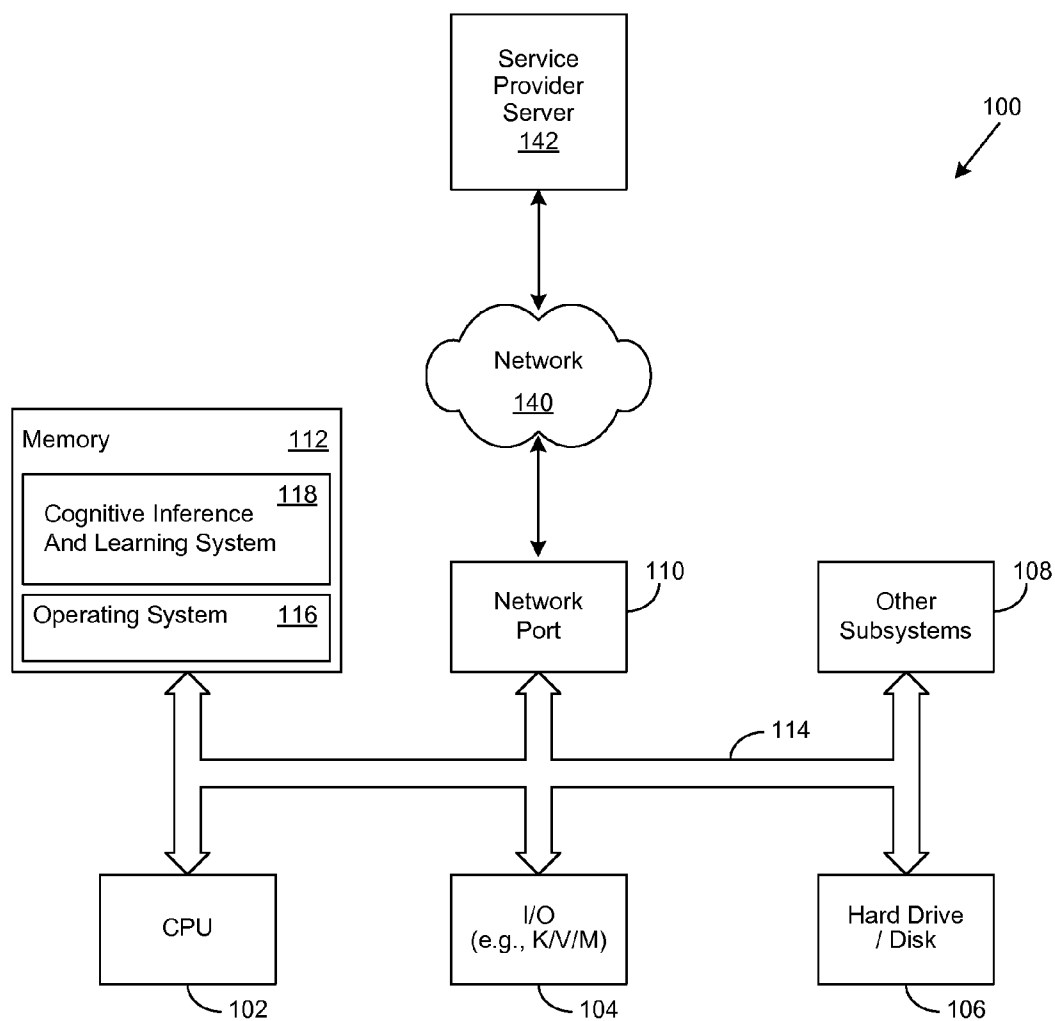 Service
Provider
Server
142
100
Network
140
Memory 112
118
Cognitive Inference
And Learning System
Operating System 116
Network
Port
110
Other
Subsystems
108
114
CPU
102
I/O
(e.g., K/V/M)
104
Hard Drive
/ Disk
106